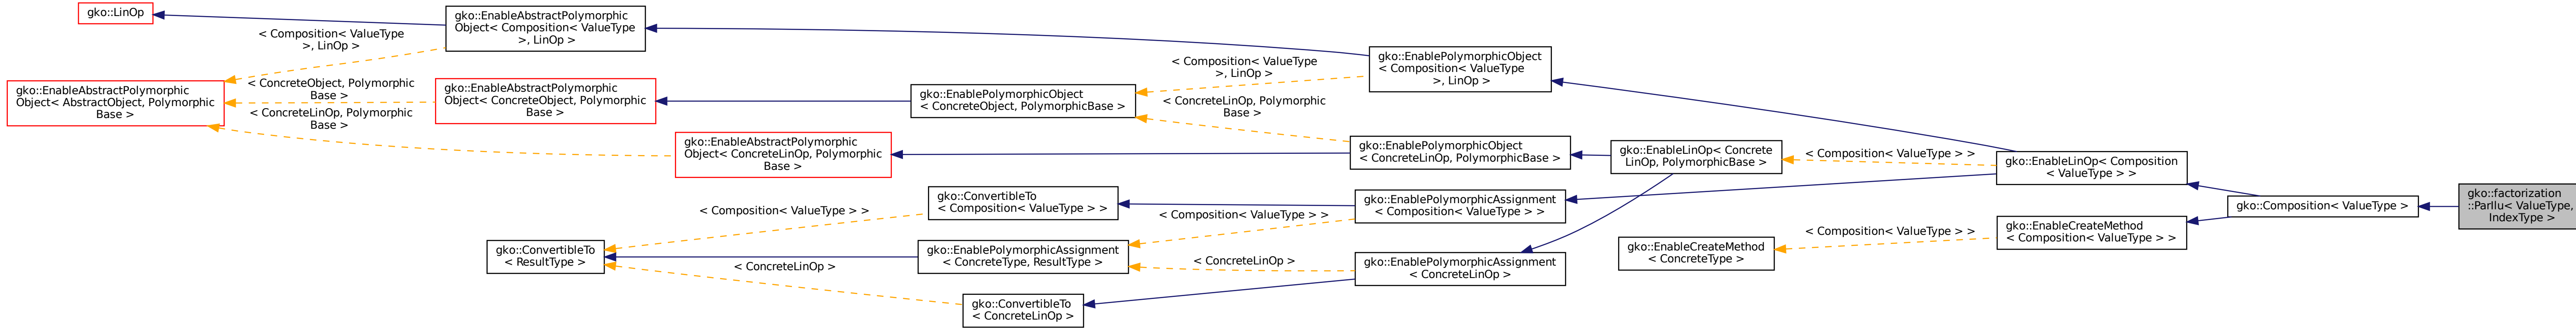 gko::LinOp
gko::EnableAbstractPolymorphic
Object< Composition< ValueType
>, LinOp >
< Composition< ValueType
>, LinOp >
gko::EnableAbstractPolymorphic
Object< AbstractObject, Polymorphic
Base >
< ConcreteObject, Polymorphic
Base >
< ConcreteLinOp, Polymorphic
Base >
gko::EnableAbstractPolymorphic
Object< ConcreteObject, Polymorphic
Base >
gko::EnableAbstractPolymorphic
Object< ConcreteLinOp, Polymorphic
Base >
gko::EnablePolymorphicObject
< ConcreteObject, PolymorphicBase >
< Composition< ValueType
>, LinOp >
< ConcreteLinOp, Polymorphic
Base >
gko::EnablePolymorphicObject
< Composition< ValueType
>, LinOp >
gko::EnablePolymorphicObject
< ConcreteLinOp, PolymorphicBase >
gko::EnableLinOp< Concrete
LinOp, PolymorphicBase >
< Composition< ValueType > >
gko::EnableLinOp< Composition
< ValueType > >
gko::ConvertibleTo
< ResultType >
< Composition< ValueType > >
< ConcreteLinOp >
gko::ConvertibleTo
< Composition< ValueType > >
gko::EnablePolymorphicAssignment
< ConcreteType, ResultType >
gko::ConvertibleTo
< ConcreteLinOp >
< Composition< ValueType > >
< ConcreteLinOp >
gko::EnablePolymorphicAssignment
< Composition< ValueType > >
gko::EnablePolymorphicAssignment
< ConcreteLinOp >
gko::EnableCreateMethod
< ConcreteType >
< Composition< ValueType > >
gko::EnableCreateMethod
< Composition< ValueType > >
gko::Composition< ValueType >
gko::factorization
::ParIlu< ValueType,
IndexType >